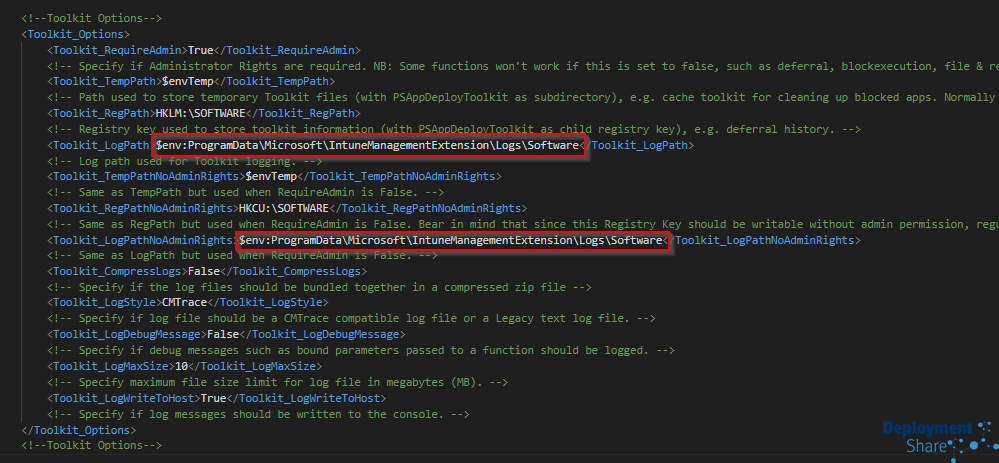 <!--Toolkit Options-->
<Toolkit_Options>
<Toolkit_RequireAdmin>True</Toolkit_RequireAdmin>
<!-- Specify if Administrator Rights are required. NB: Some functions won't work if this is set to false, such as deferral, blockexecution, file & re
<Toolkit_TempPath>$envTemp</Toolkit_TempPath>
<!-- Path used to store temporary Toolkit files (with PSAppDeployToolkit as subdirectory), e.g. cache toolkit for cleaning up blocked apps. Normally
<Toolkit_RegPath>HKLM:\SOFTWARE</Toolkit_RegPath>
<!-- Registry key used to store toolkit information (with PSAppDeployToolkit as child registry key), e.g. deferral history. -->
<Toolkit_LogPath>$env:ProgramData\Microsoft\IntuneManagementExtension\Logs\Software</Toolkit_LogPath>
<!-- Log path used for Toolkit logging. -->
<Toolkit_TempPathNoAdminRights>$envTemp</Toolkit_TempPathNoAdminRights>
<!-- Same as TempPath but used when RequireAdmin is False. -->
<Toolkit_RegPathNoAdminRights>HKCU:\SOFTWARE</Toolkit_RegPathNoAdminRights>
<!-- Same as RegPath but used when RequireAdmin is False. Bear in mind that since this Registry Key should be writable without admin permission, regu
<Toolkit_LogPathNoAdminRights>$env:ProgramData\Microsoft\IntuneManagementExtension\Logs\Software</Toolkit_LogPathNoAdminRights>
<!-- Same as LogPath but used when RequireAdmin is False. -->
<Toolkit_CompressLogs>False</Toolkit_CompressLogs>
<!-- Specify if the log files should be bundled together in a compressed zip file -->
<Toolkit_LogStyle>CMTrace</Toolkit_LogStyle>
<!-- Specify if log file should be a CMTrace compatible log file or a Legacy text log file. -->
<Toolkit_LogDebugMessage>False</Toolkit_LogDebugMessage>
<!-- Specify if debug messages such as bound parameters passed to a function should be logged. -->
<Toolkit_LogMaxSize>10</Toolkit_LogMaxSize>
<!-- Specify maximum file size limit for log file in megabytes (MB). -->
<Toolkit_LogWriteToHost>True</Toolkit_LogWriteToHost>
<!-- Specify if log messages should be written to the console. -->
</Toolkit_Options>
<!--Toolkit Options-->
Deployment
Share